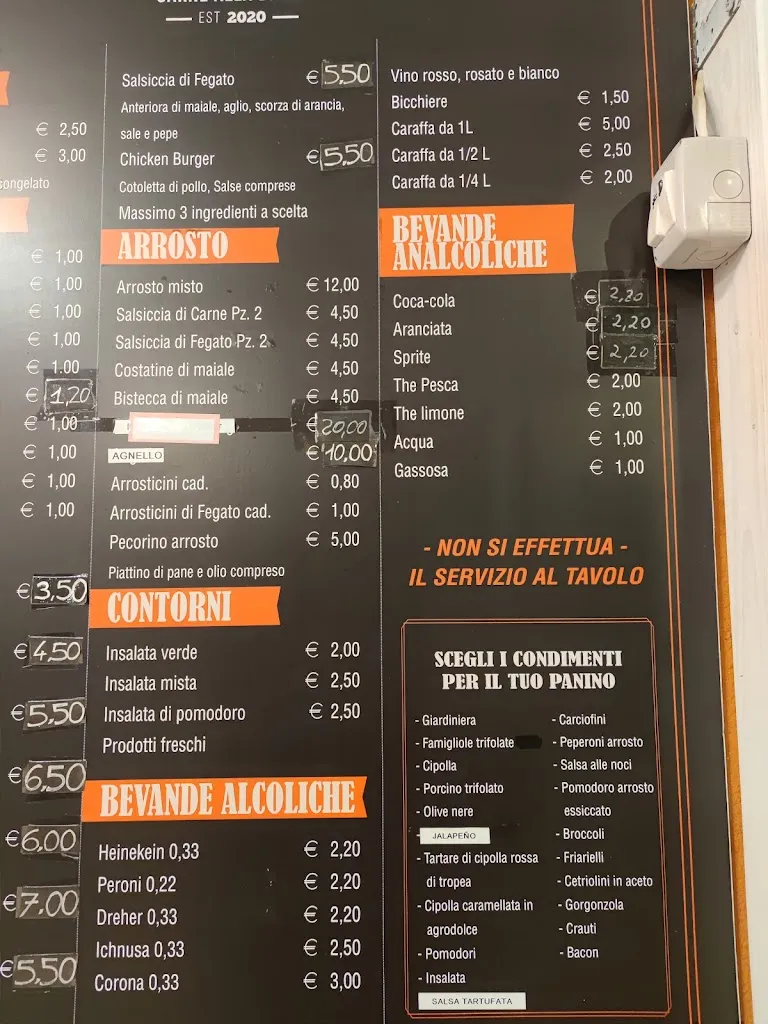 EST 2020
€ 2,50
€ 3,00
songelato
€ 1,00
€ 1,00
€ 1,00
€ 1,00
€ 1.00
€ 1,20
€ 1,00
€ 1,00
€ 1,00
€ 3,50
€ 4,50
€ 5,50
€ 6,50
€ 6,00
€ 7,00
€ 5,50
Salsiccia di Fegato € 5,50
Anteriora di maiale, aglio, scorza di arancia,
sale e pepe
Chicken Burger € 5,50
Cotoletta di pollo, Salse comprese
Massimo 3 ingredienti a scelta
ARROSTO
Arrosto misto € 12,00
Salsiccia di Carne Pz. 2 € 4,50
Salsiccia di Fegato Pz. 2 € 4,50
Costatine di maiale € 4,50
Bistecca di maiale € 4,50
€ 20,00
AGNELLO € 10,00
Arrosticini cad. € 0,80
Arrosticini di Fegato cad. € 1,00
Pecorino arrosto € 5,00
Piattino di pane e olio compreso
CONTORNI
Insalata verde € 2,00
Insalata mista € 2,50
Insalata di pomodoro € 2,50
Prodotti freschi
BEVANDE ALCOLICHE
Heinekein 0,33 € 2,20
Peroni 0,22 € 2,20
Dreher 0,33 € 2,20
Ichnusa 0,33 € 2,50
Corona 0,33 € 3,00
Vino rosso, rosato e bianco
Bicchiere € 1,50
Caraffa da 1L € 5,00
Caraffa da 1/2 L € 2,50
Caraffa da 1/4 L € 2,00
BEVANDE
ANALCOLICHE
Coca-cola € 2,20
Aranciata € 2,20
Sprite € 2,20
The Pesca € 2,00
The limone € 2,00
Acqua € 1,00
Gassosa € 1,00
- NON SI EFFETTUA -
IL SERVIZIO AL TAVOLO
SCEGLI I CONDIMENTI
PER IL TUO PANINO
- Giardiniera
- Famigliole trifolate
- Cipolla
- Porcino trifolato
- Olive nere
- JALAPEÑO
- Tartare di cipolla rossa
di tropea
- Cipolla caramellata in
agrodolce
- Pomodori
- Insalata
SALSA TARTUFATA
- Carciofini
- Peperoni arrosto
- Salsa alle noci
- Pomodoro arrosto
essiccato
- Broccoli
- Friarielli
- Cetriolini in aceto
- Gorgonzola
- Crauti
- Bacon